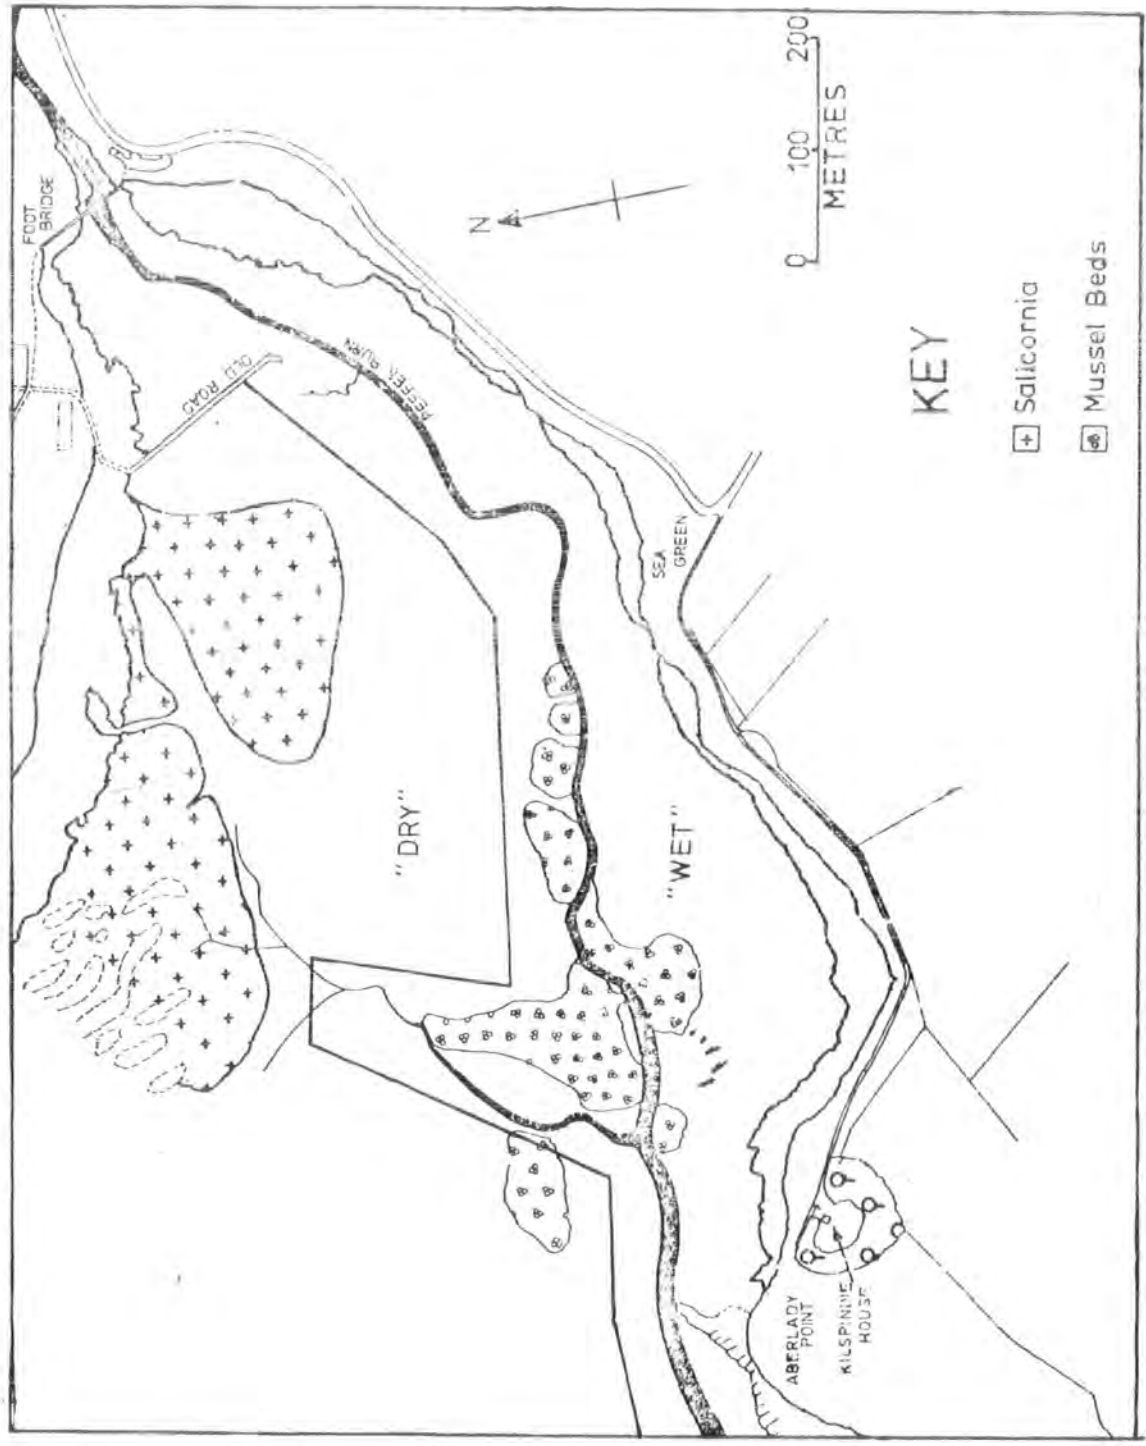 FOOT
BRIDGE
OLD ROAD
PEFFER BURN
N
0 100 200
METRES
SEA
GREEN
"DRY"
"WET"
KEY
Salicornia
Mussel Beds
ABERLADY
POINT
KILSPINDIE
HOUSE